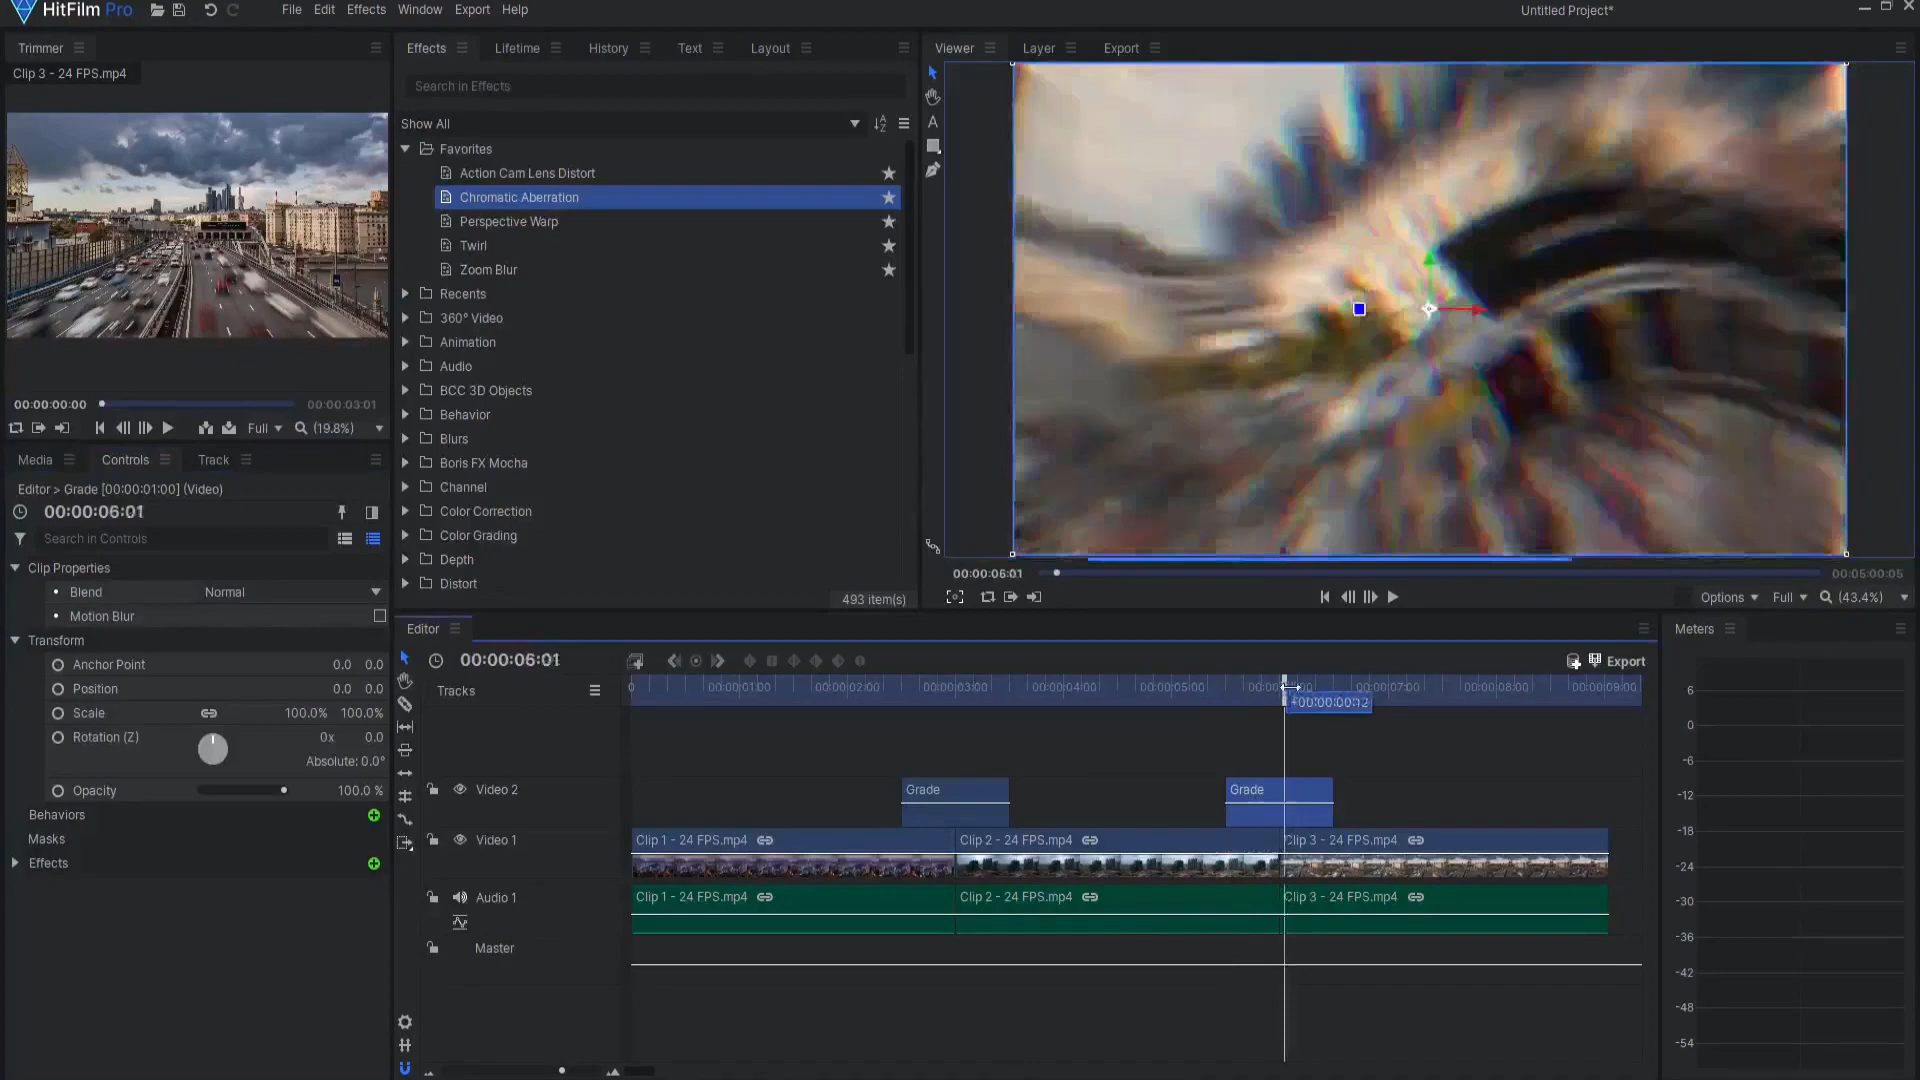 HitFilm Pro
File Edit Effects Window Export Help
Untitled Project*
Trimmer
Clip 3 - 24 FPS.mp4
00:00:00:00
00:00:03:01
Full
(19.8%)
Media Controls Track
Editor > Grade [00:00:01:00] (Video)
00:00:06:01
Search in Controls
Clip Properties
Blend Normal
Motion Blur
Transform
Anchor Point 0.0 0.0
Position 0.0 0.0
Scale 100.0% 100.0%
Rotation (Z) 0x 0.0
Absolute: 0.0°
Opacity 100.0 %
Behaviors
Masks
Effects
Effects Lifetime History Text Layout
Search in Effects
Show All
Favorites
Action Cam Lens Distort
Chromatic Aberration
Perspective Warp
Twirl
Zoom Blur
Recents
360° Video
Animation
Audio
BCC 3D Objects
Behavior
Blurs
Boris FX Mocha
Channel
Color Correction
Color Grading
Depth
Distort
493 item(s)
Viewer Layer Export
A
00:00:06:01
00:05:00:05
Options Full (43.4%)
Editor
00:00:06:01
Export
Tracks
0 00:00:01:00 00:00:02:00 00:00:03:00 00:00:04:00 00:00:05:00 00:00:07:00 00:00:08:00 00:00:09:00
+00:00:00:12
Video 2
Grade Grade
Video 1
Clip 1 - 24 FPS.mp4 Clip 2 - 24 FPS.mp4 Clip 3 - 24 FPS.mp4
Audio 1
Clip 1 - 24 FPS.mp4 Clip 2 - 24 FPS.mp4 Clip 3 - 24 FPS.mp4
Master
Meters
6
0
-6
-12
-18
-24
-30
-36
-42
-48
-54